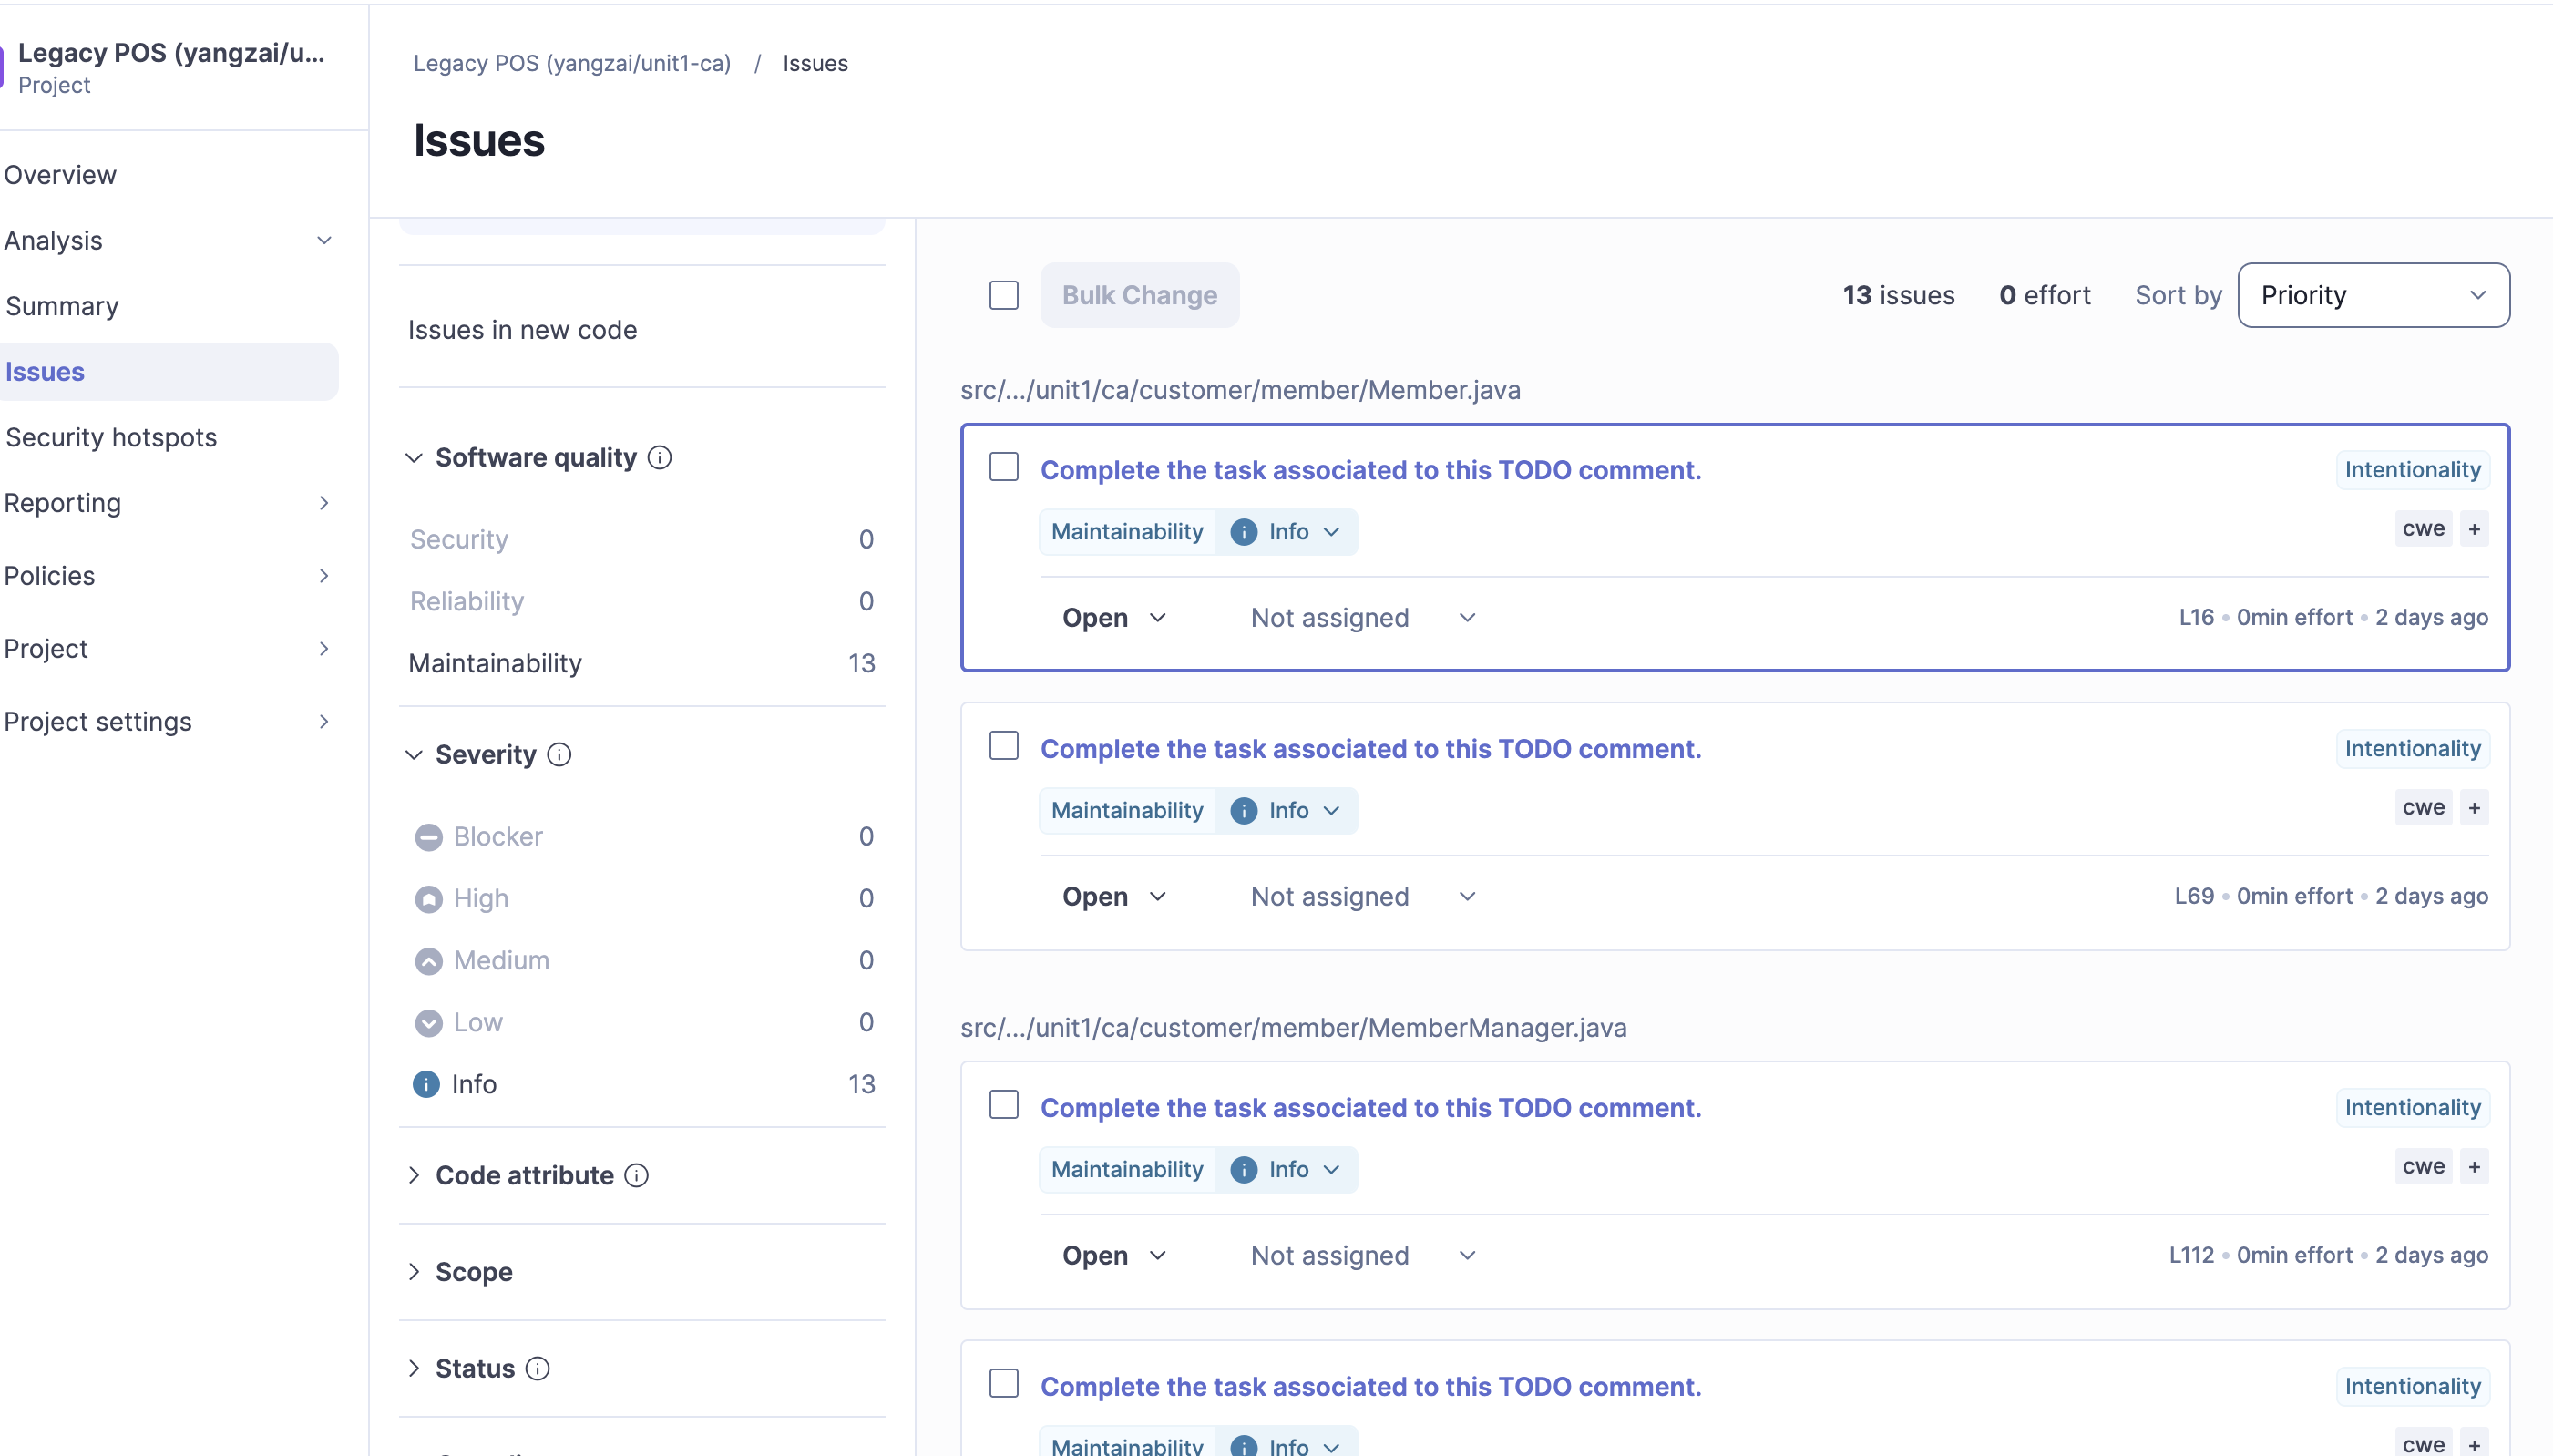 Legacy POS (yangzai/u...
Project
Overview
Analysis
Summary
Issues
Security hotspots
Reporting
Policies
Project
Project settings
Legacy POS (yangzai/unit1-ca) / Issues
Issues
Issues in new code
Software quality
Security 0
Reliability 0
Maintainability 13
Severity
Blocker 0
High 0
Medium 0
Low 0
Info 13
Code attribute
Scope
Status
Bulk Change
13 issues 0 effort Sort by Priority
src/.../unit1/ca/customer/member/Member.java
Complete the task associated to this TODO comment. Intentionality
Maintainability Info cwe +
Open Not assigned L16 • 0min effort • 2 days ago
Complete the task associated to this TODO comment. Intentionality
Maintainability Info cwe +
Open Not assigned L69 • 0min effort • 2 days ago
src/.../unit1/ca/customer/member/MemberManager.java
Complete the task associated to this TODO comment. Intentionality
Maintainability Info cwe +
Open Not assigned L112 • 0min effort • 2 days ago
Complete the task associated to this TODO comment. Intentionality
Maintainability Info cwe +